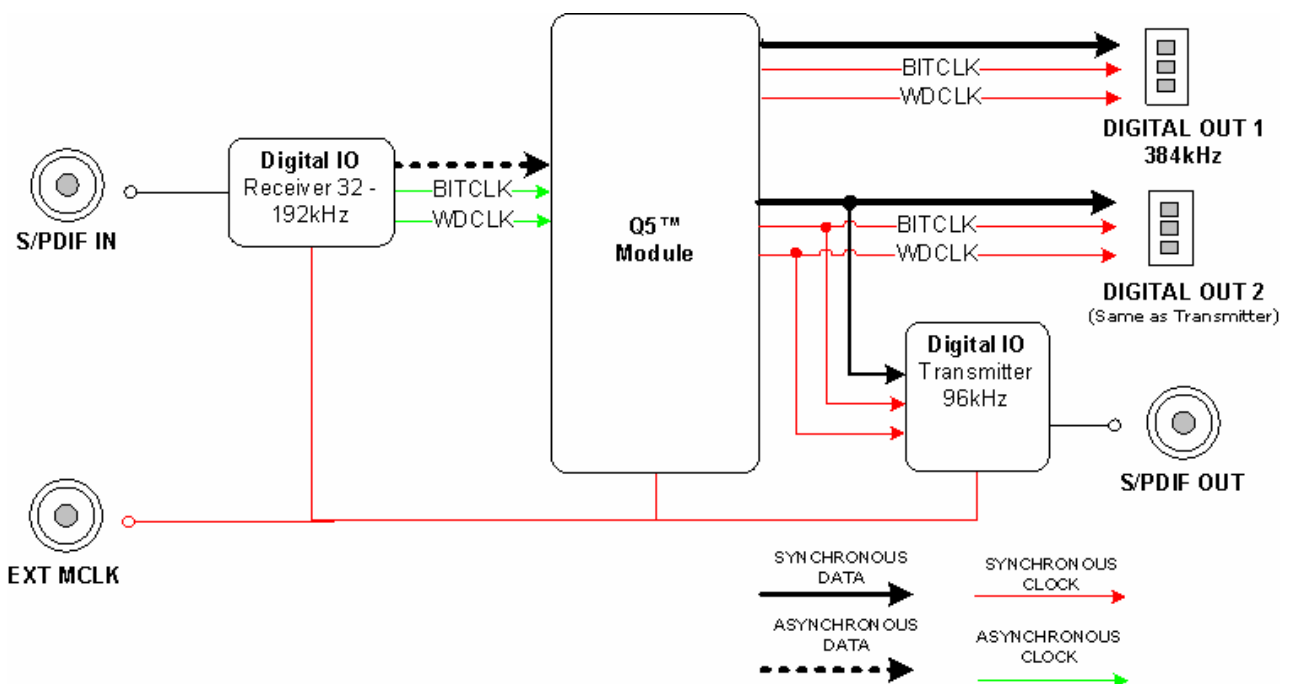 BITCLK
WDCLK
DIGITAL OUT 1
384kHz
Digital IO
Receiver 32 -
192kHz
BITCLK
WDCLK
S/PDIF IN
Q5™
Module
BITCLK
WDCLK
DIGITAL OUT 2
(Same as Transmitter)
Digital IO
Transmitter
96kHz
S/PDIF OUT
EXT MCLK
SYNCHRONOUS
DATA
SYNCHRONOUS
CLOCK
ASYNCHRONOUS
DATA
ASYNCHRONOUS
CLOCK